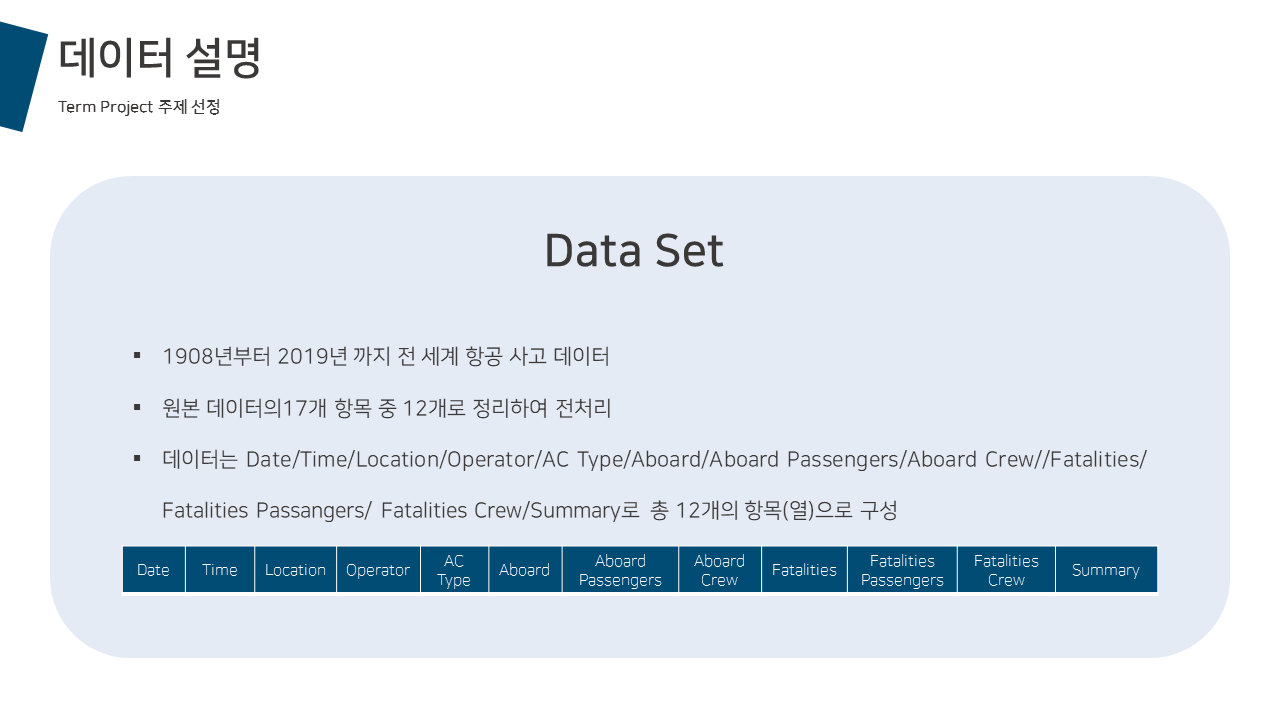 데이터 설명
Term Project 주제 선정
Data Set
▪ 1908년부터 2019년 까지 전 세계 항공 사고 데이터
▪ 원본 데이터의17개 항목 중 12개로 정리하여 전처리
▪ 데이터는 Date/Time/Location/Operator/AC Type/Aboard/Aboard Passengers/Aboard Crew//Fatalities/
Fatalities Passangers/ Fatalities Crew/Summary로 총 12개의 항목(열)으로 구성
Date Time Location Operator AC Type Aboard Aboard Passengers Aboard Crew Fatalities Fatalities Passengers Fatalities Crew Summary